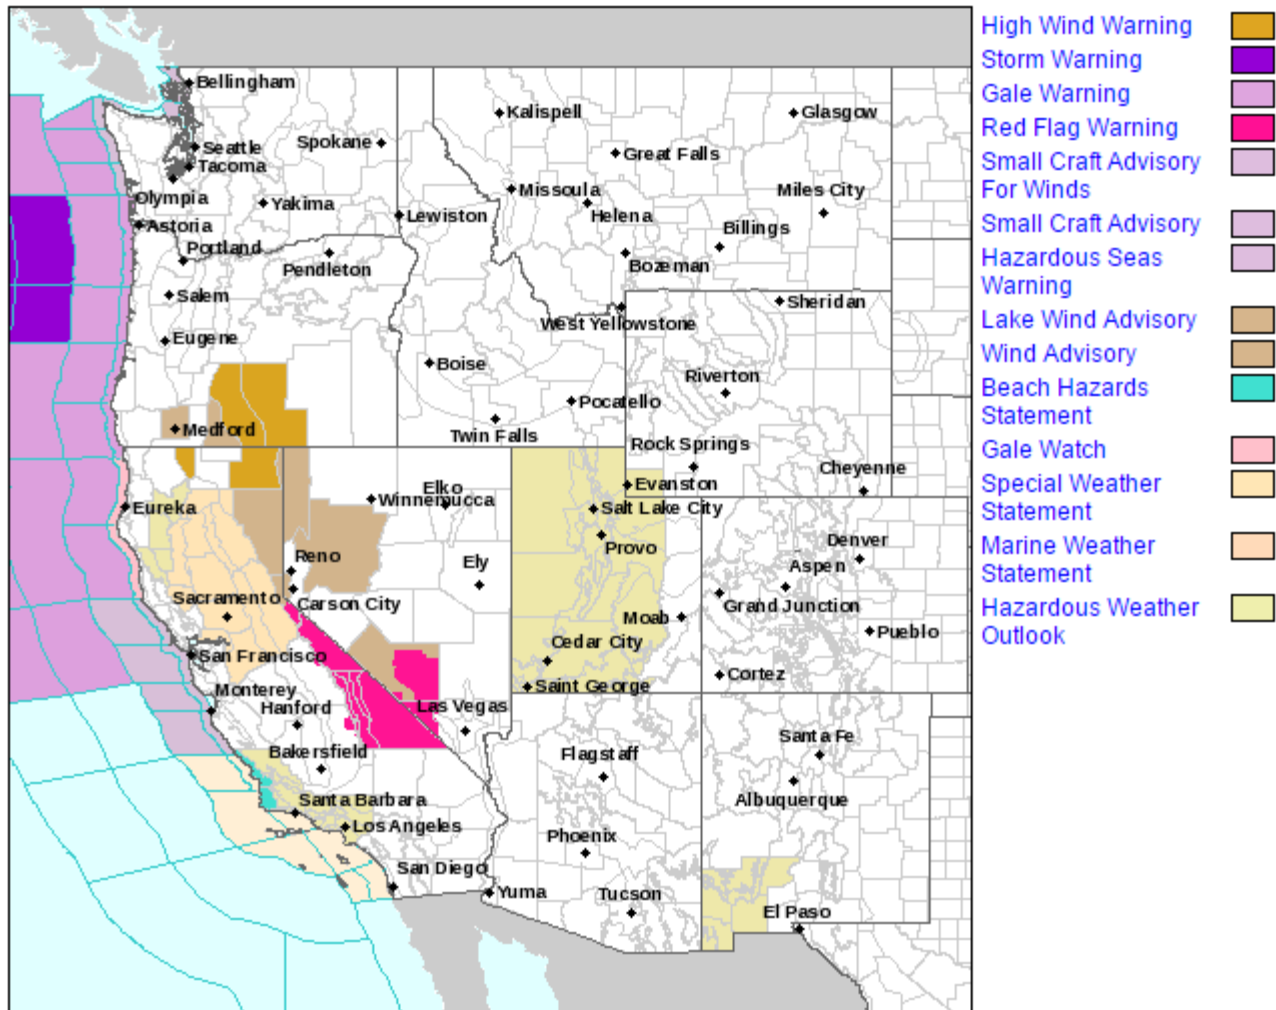 High Wind Warning
Storm Warning
Gale Warning
Red Flag Warning
Small Craft Advisory
For Winds
Small Craft Advisory
Hazardous Seas
Warning
Lake Wind Advisory
Wind Advisory
Beach Hazards
Statement
Gale Watch
Special Weather
Statement
Marine Weather
Statement
Hazardous Weather
Outlook
Bellingham
Kalispell
Glasgow
Seattle
Spokane
Great Falls
Tacoma
Olympia
Missoula
Miles City
Yakima
Helena
Astoria
Lewiston
Billings
Portland
Pendleton
Bozeman
Salem
Sheridan
West Yellowstone
Eugene
Boise
Riverton
Pocatello
Medford
Twin Falls
Rock Springs
Cheyenne
Elko
Evanston
Winnemucca
Eureka
Salt Lake City
Provo
Denver
Reno
Ely
Aspen
Sacramento
Carson City
Grand Junction
Moab
Pueblo
Cedar City
San Francisco
Cortez
Saint George
Monterey
Hanford
Las Vegas
Santa Fe
Bakersfield
Flagstaff
Santa Barbara
Albuquerque
Los Angeles
Phoenix
San Diego
Yuma
Tucson
El Paso